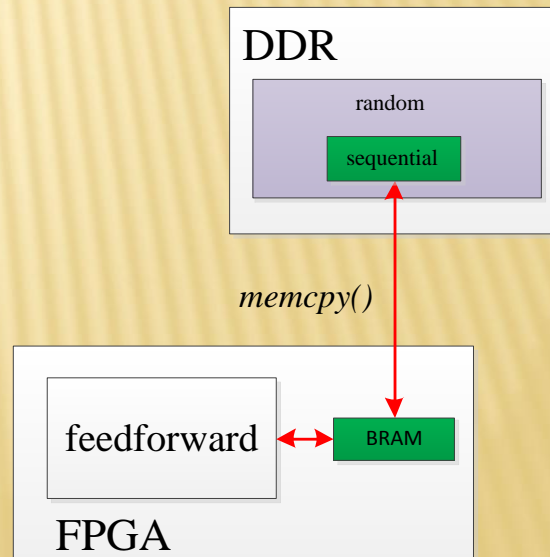 DDR
random
sequential
memcpy()
feedforward
BRAM
FPGA